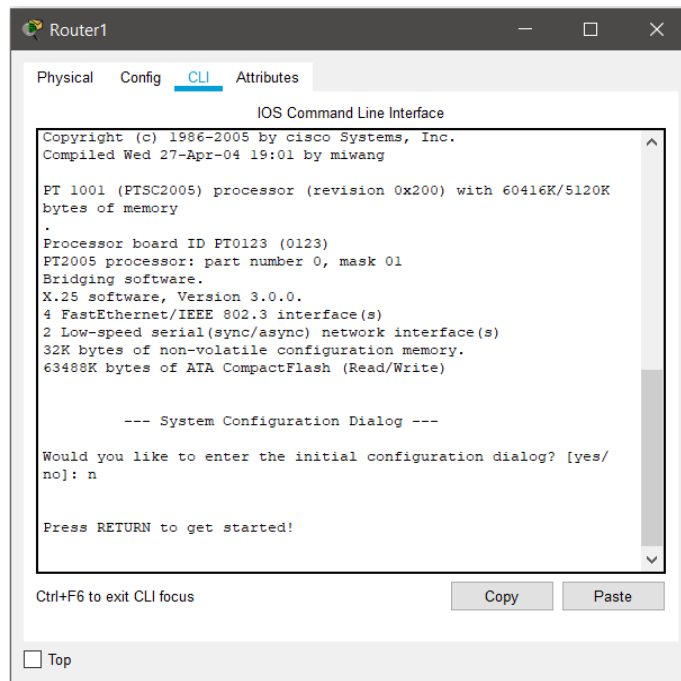 Router1
Physical Config CLI Attributes
IOS Command Line Interface
Copyright (c) 1986-2005 by cisco Systems, Inc.
Compiled Wed 27-Apr-04 19:01 by miwang
PT 1001 (PTSC2005) processor (revision 0x200) with 60416K/5120K
bytes of memory
.
Processor board ID PT0123 (0123)
PT2005 processor: part number 0, mask 01
Bridging software.
X.25 software, Version 3.0.0.
4 FastEthernet/IEEE 802.3 interface(s)
2 Low-speed serial(sync/async) network interface(s)
32K bytes of non-volatile configuration memory.
63488K bytes of ATA CompactFlash (Read/Write)
--- System Configuration Dialog ---
Would you like to enter the initial configuration dialog? [yes/
no]: n
Press RETURN to get started!
Ctrl+F6 to exit CLI focus
Copy Paste
Top